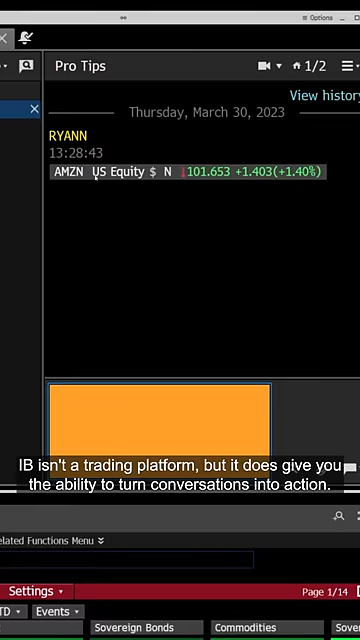 Options
Pro Tips
1/2
View history
Thursday, March 30, 2023
RYANN
13:28:43
AMZN US Equity $ N 101.653 +1.403(+1.40%)
IB isn't a trading platform, but it does give you
the ability to turn conversations into action.
elated Functions Menu
Settings
Page 1/14
TD
Events
Sovereign Bonds
Commodities
Sover